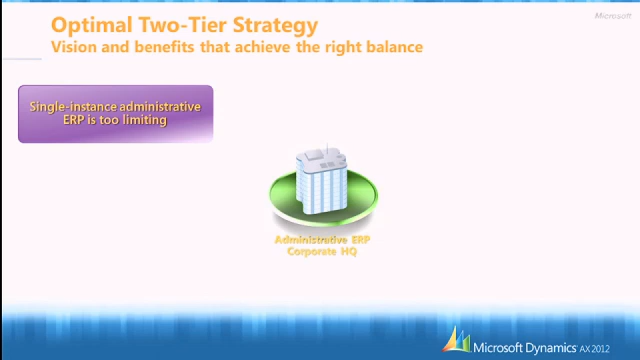 Optimal Two-Tier Strategy
Microsoft
Vision and benefits that achieve the right balance
Single-instance administrative
ERP is too limiting
Administrative ERP
Corporate HQ
Microsoft Dynamics AX 2012